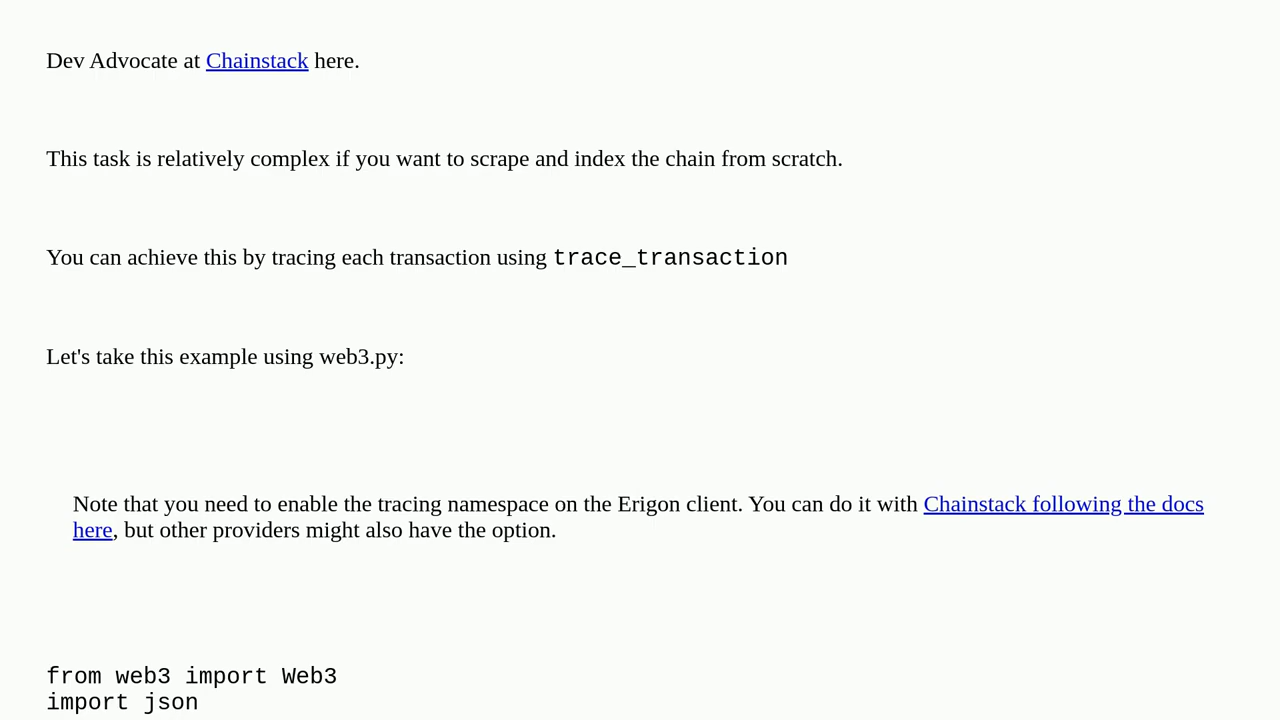 Dev Advocate at Chainstack here.
This task is relatively complex if you want to scrape and index the chain from scratch.
You can achieve this by tracing each transaction using trace_transaction
Let's take this example using web3.py:
Note that you need to enable the tracing namespace on the Erigon client. You can do it with Chainstack following the docs
here, but other providers might also have the option.
from web3 import Web3
import json